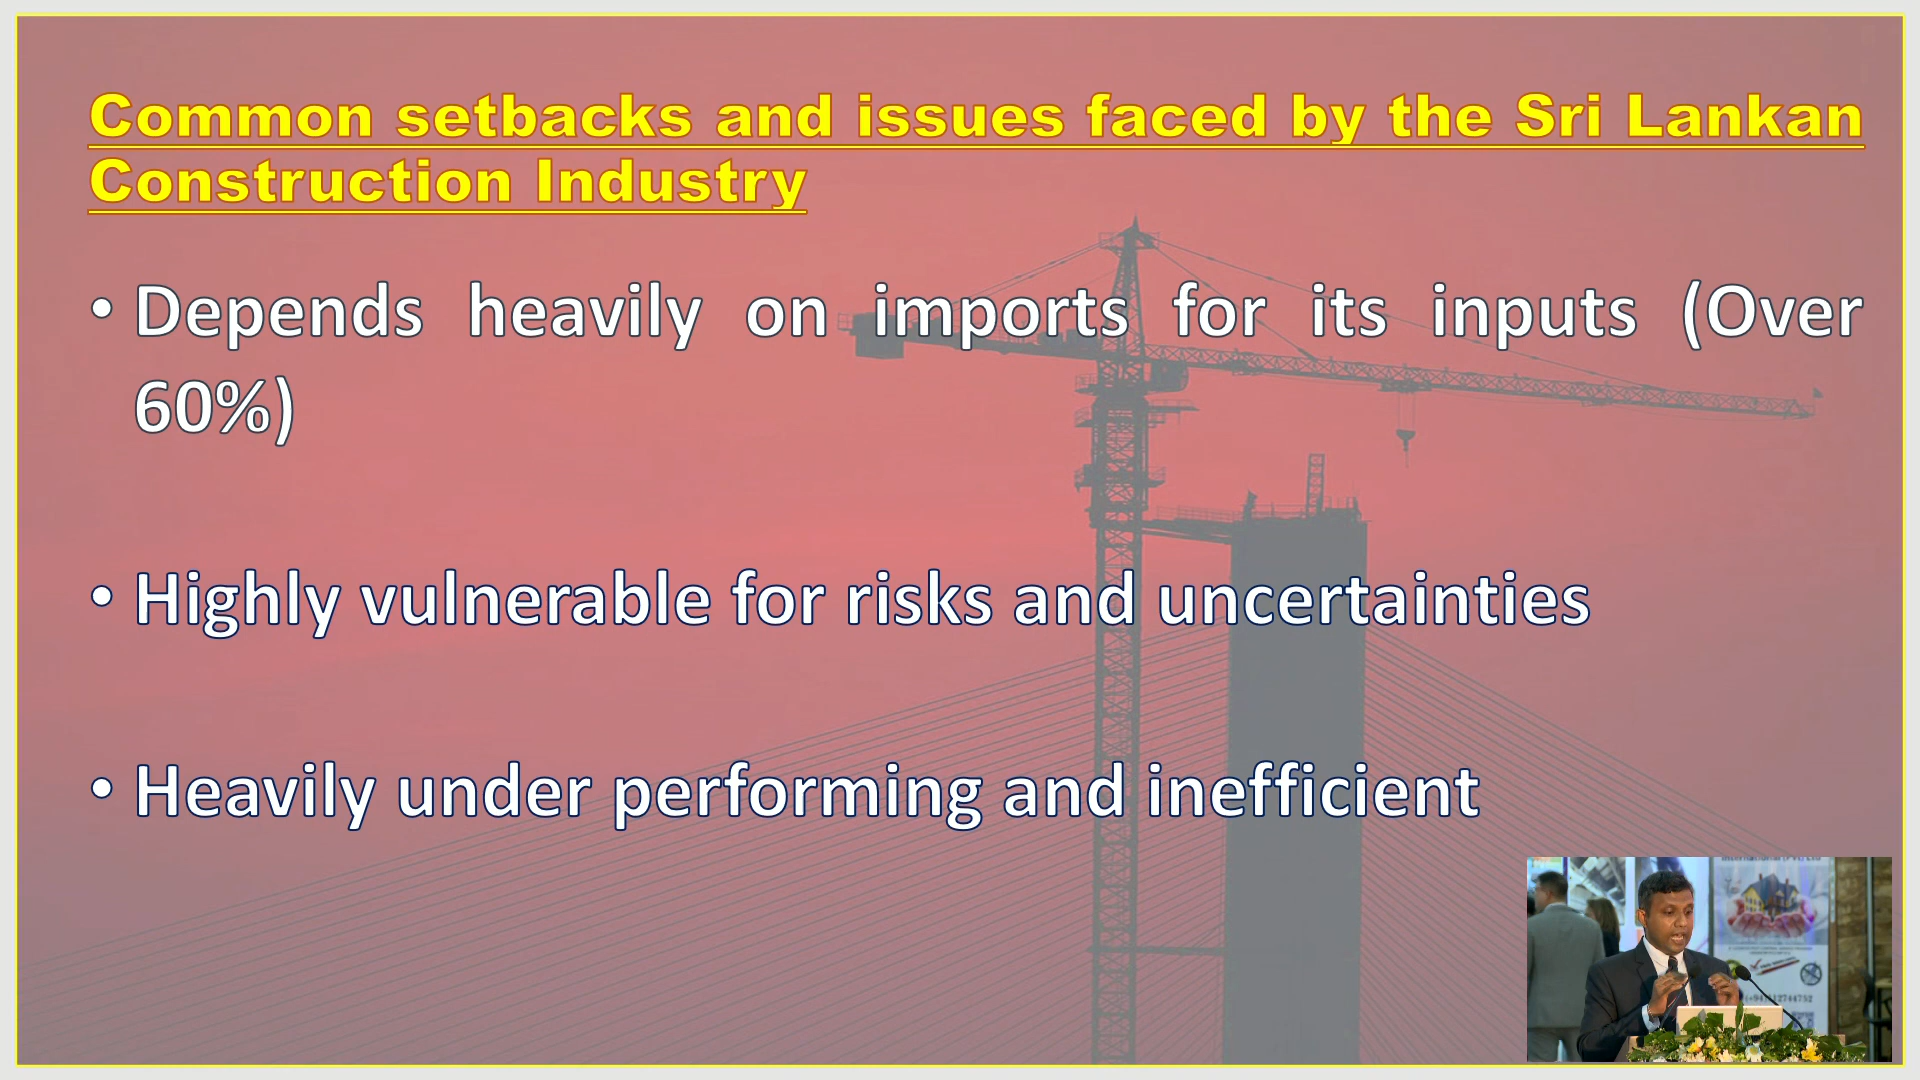 Common setbacks and issues faced by the Sri Lankan
Construction Industry
• Depends heavily on imports for its inputs (Over
60%)
• Highly vulnerable for risks and uncertainties
• Heavily under performing and inefficient